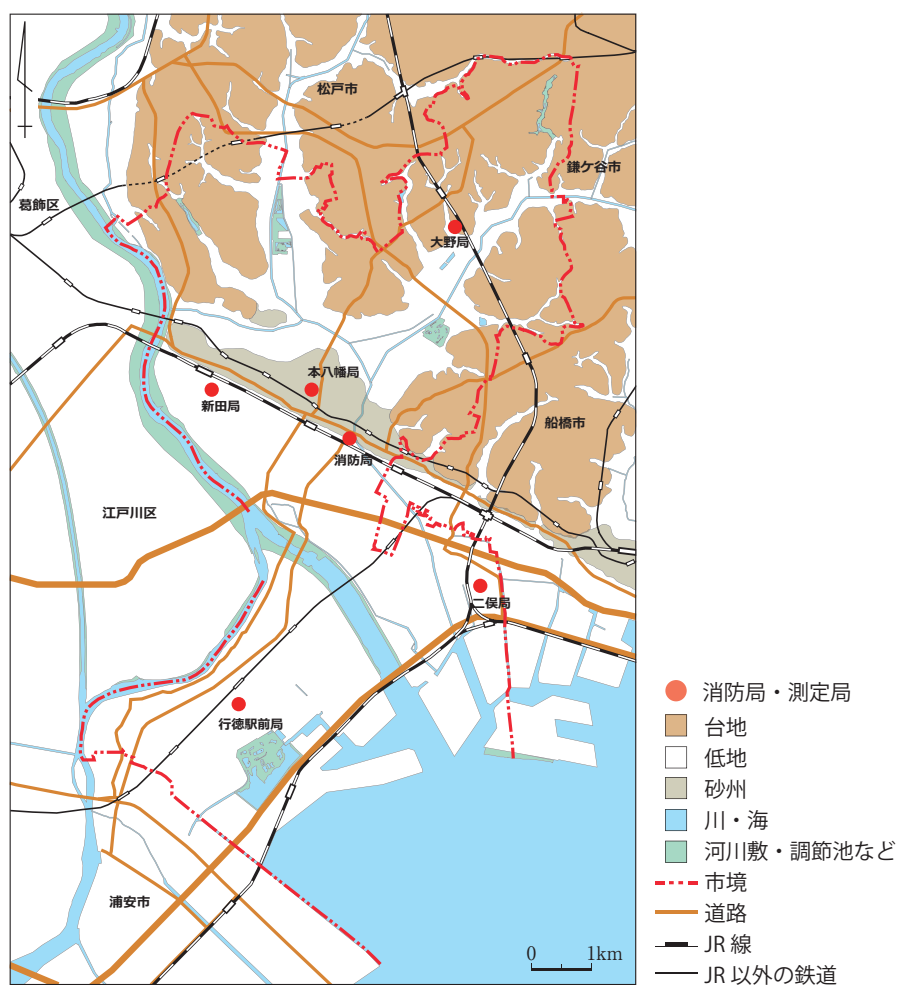 松戸市
鎌ケ谷市
葛飾区
大野局
本八幡局
新田局
船橋市
消防局
江戸川区
二俣局
行徳駅前局
浦安市
0 1km
消防局・測定局
台地
低地
砂州
川・海
河川敷・調節池など
市境
道路
JR 線
JR 以外の鉄道